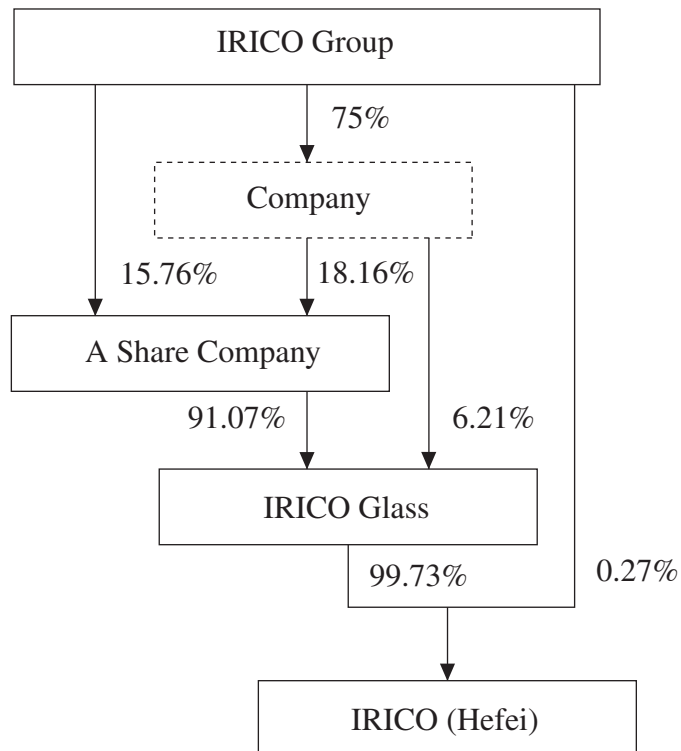 IRICO Group
75%
Company
15.76%
18.16%
A Share Company
91.07%
6.21%
IRICO Glass
99.73%
0.27%
IRICO (Hefei)